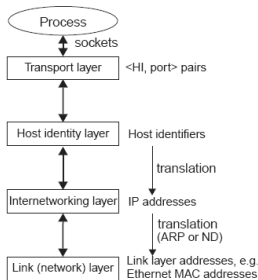 Process
sockets
Transport layer <HI, port> pairs
Host identity layer Host identifiers
translation
Internetworking layer IP addresses
translation
(ARP or ND)
Link (network) layer Link layer addresses, e.g.
Ethernet MAC addresses